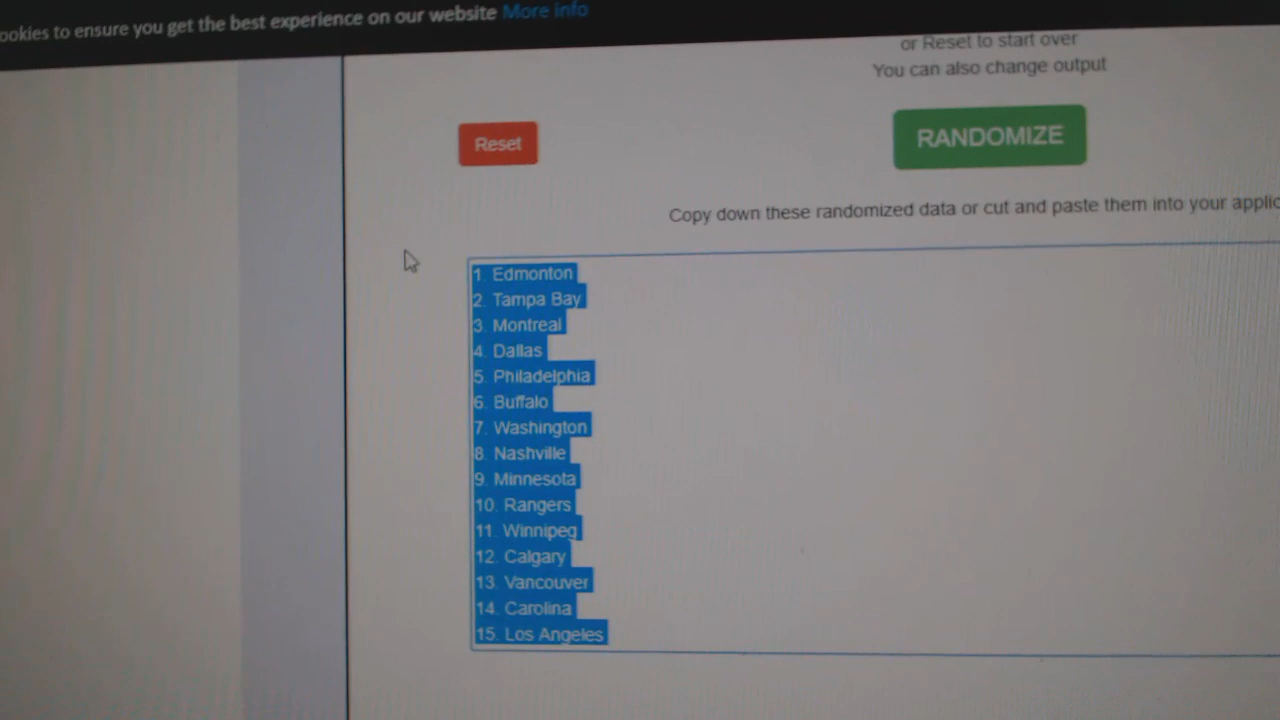 ookies to ensure you get the best experience on our website More info
or Reset to start over
You can also change output
Reset
RANDOMIZE
Copy down these randomized data or cut and paste them into your applic
1. Edmonton
2. Tampa Bay
3. Montreal
4. Dallas
5. Philadelphia
6. Buffalo
7. Washington
8. Nashville
9. Minnesota
10. Rangers
11. Winnipeg
12. Calgary
13. Vancouver
14. Carolina
15. Los Angeles